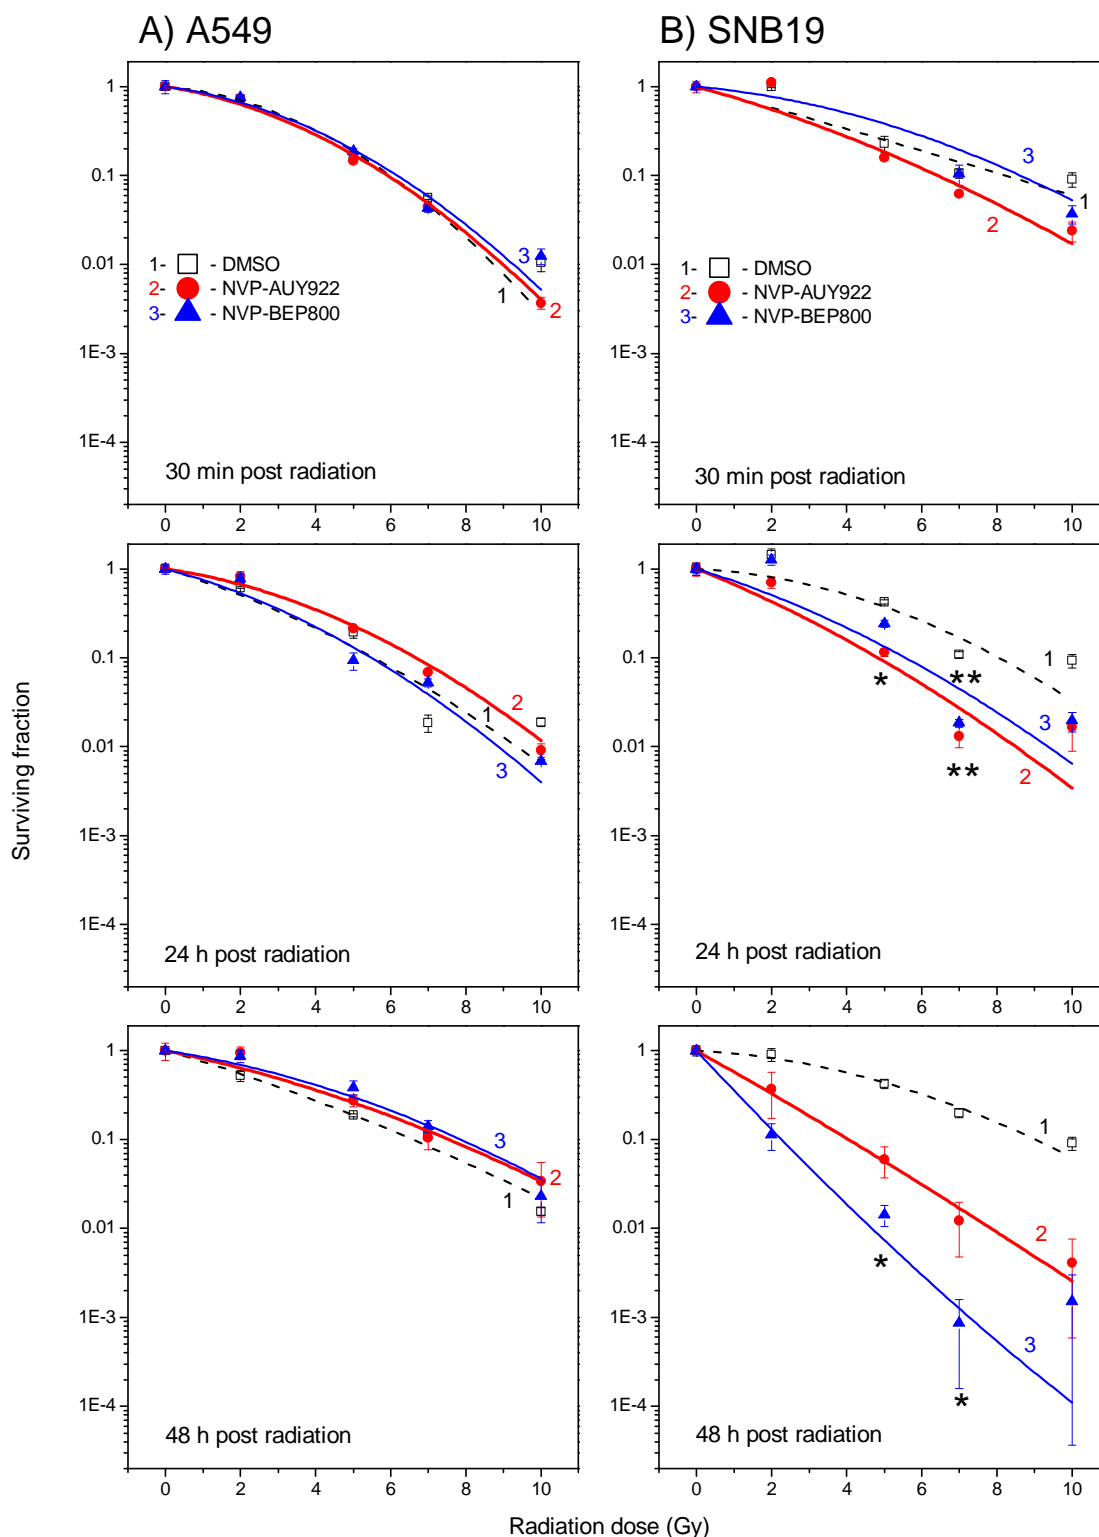 A) A549
B) SNB19
1
0.1
0.01
1E-3
1E-4
1- - DMSO
2- - NVP-AUY922
3- - NVP-BEP800
3
1
2
30 min post radiation
0 2 4 6 8 10
1
0.1
0.01
1E-3
1E-4
3
1
2
1- - DMSO
2- - NVP-AUY922
3- - NVP-BEP800
30 min post radiation
0 2 4 6 8 10
Surviving fraction
1
0.1
0.01
1E-3
1E-4
2
1
3
24 h post radiation
0 2 4 6 8 10
1
0.1
0.01
1E-3
1E-4
1
* **
3
2
**
24 h post radiation
0 2 4 6 8 10
1
0.1
0.01
1E-3
1E-4
3
2
1
48 h post radiation
0 2 4 6 8 10
1
0.1
0.01
1E-3
1E-4
1
2
*
3
*
48 h post radiation
0 2 4 6 8 10
Radiation dose (Gy)